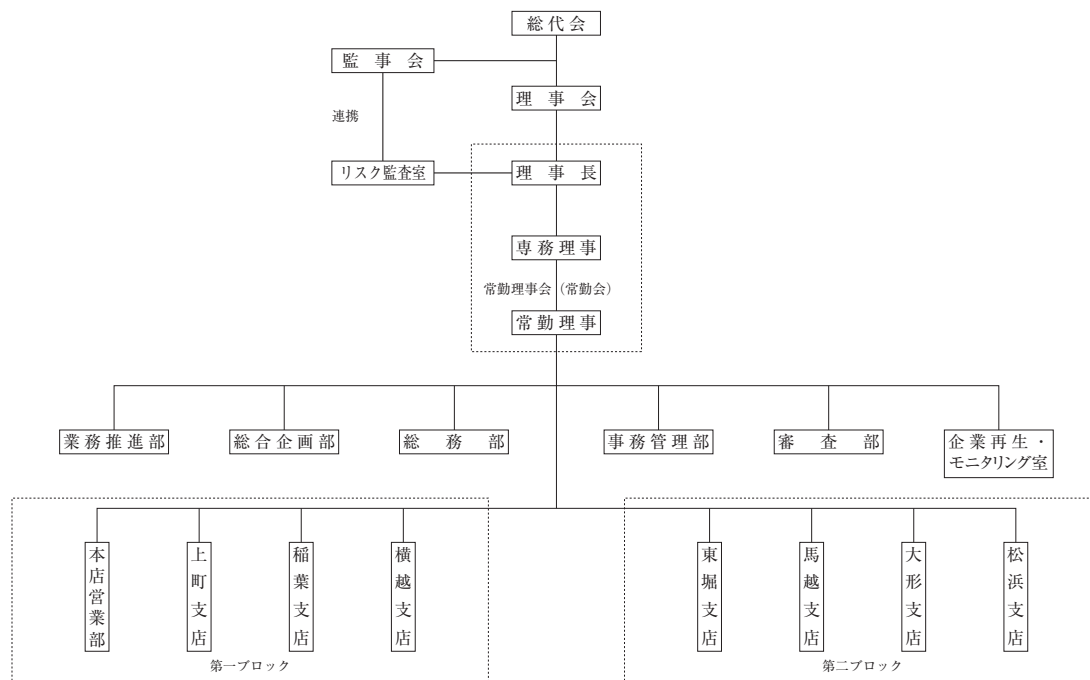 総代会
監事会
理事会
連携
リスク監査室
理事長
専務理事
常勤理事会（常勤会）
常勤理事
業務推進部
総合企画部
総務部
事務管理部
審査部
企業再生・
モニタリング室
本店営業部
上町支店
稲葉支店
横越支店
東堀支店
馬越支店
大形支店
松浜支店
第一ブロック
第二ブロック